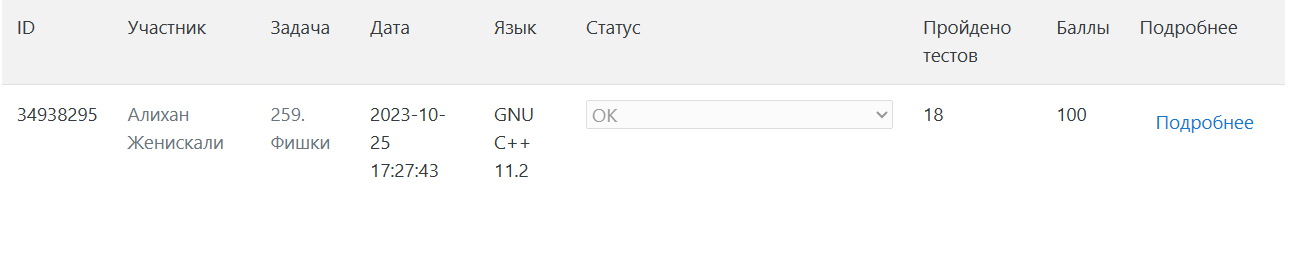 ID Участник Задача Дата Язык Статус Пройдено тестов Баллы Подробнее
34938295 Алихан Женискали 259. Фишки 2023-10-25 17:27:43 GNU C++ 11.2 OK 18 100 Подробнее